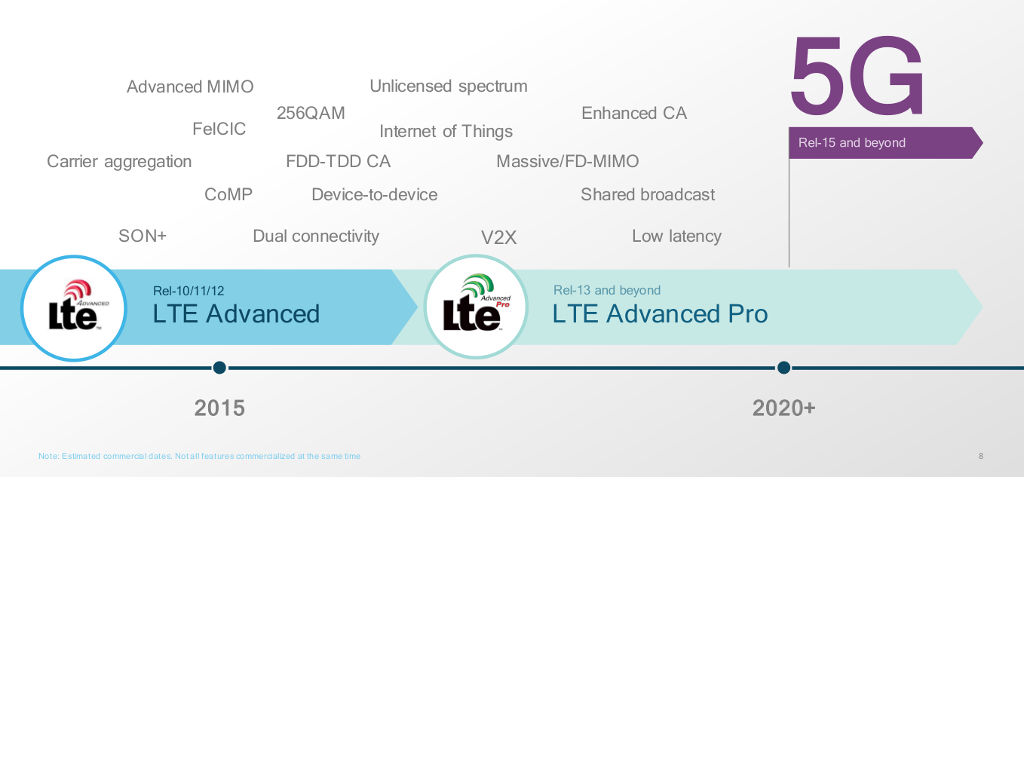 5G
Advanced MIMO
Unlicensed spectrum
256QAM
Enhanced CA
FeICIC
Internet of Things
Rel-15 and beyond
Carrier aggregation
FDD-TDD CA
Massive/FD-MIMO
CoMP
Device-to-device
Shared broadcast
SON+
Dual connectivity
V2X
Low latency
ADVANCED
Lte
Rel-10/11/12
LTE Advanced
Advanced
Pro
Lte
Rel-13 and beyond
LTE Advanced Pro
2015
2020+
Note: Estimated commercial dates. Not all features commercialized at the same time
8